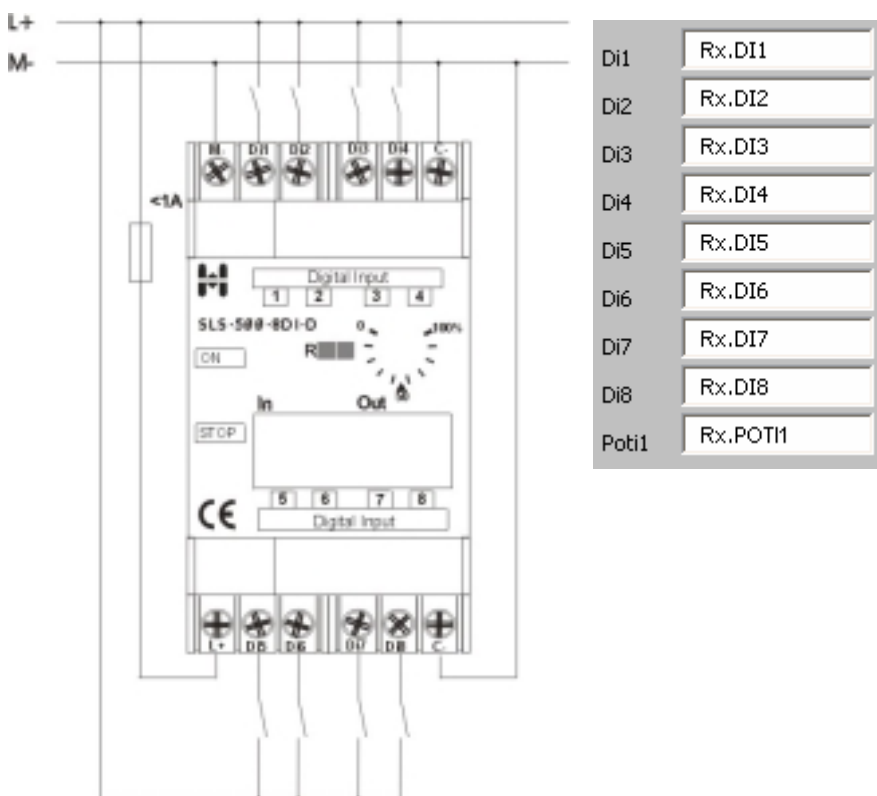 L+
M-
M- DI1 DI2 DI3 DI4 C-
<1A
Digital Input
1 2 3 4
SLS-500-8DI-D
0 100%
R
50
ON
In Out
STOP
5 6 7 8
CE
Digital Input
L+ DI5 DI6 DI7 DI8 C-
Di1 Rx.DI1
Di2 Rx.DI2
Di3 Rx.DI3
Di4 Rx.DI4
Di5 Rx.DI5
Di6 Rx.DI6
Di7 Rx.DI7
Di8 Rx.DI8
Poti1 Rx.POTI1